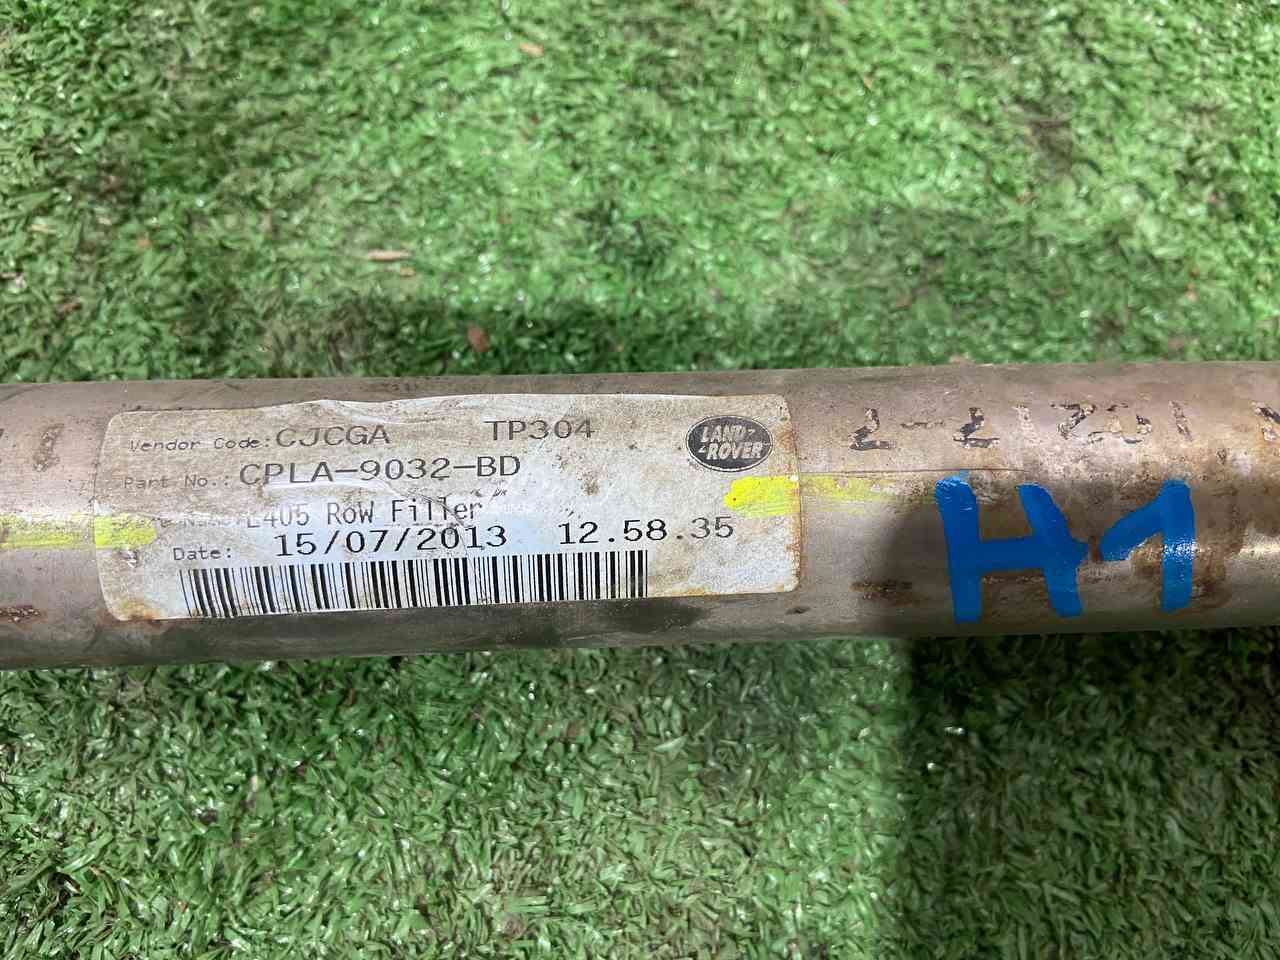 Vendor Code: CJCGA TP304
LAND-
-ROVER
Part No.: CPLA-9032-BD
L405 RoW Filler
Date: 15/07/2013 12.58.35
H1